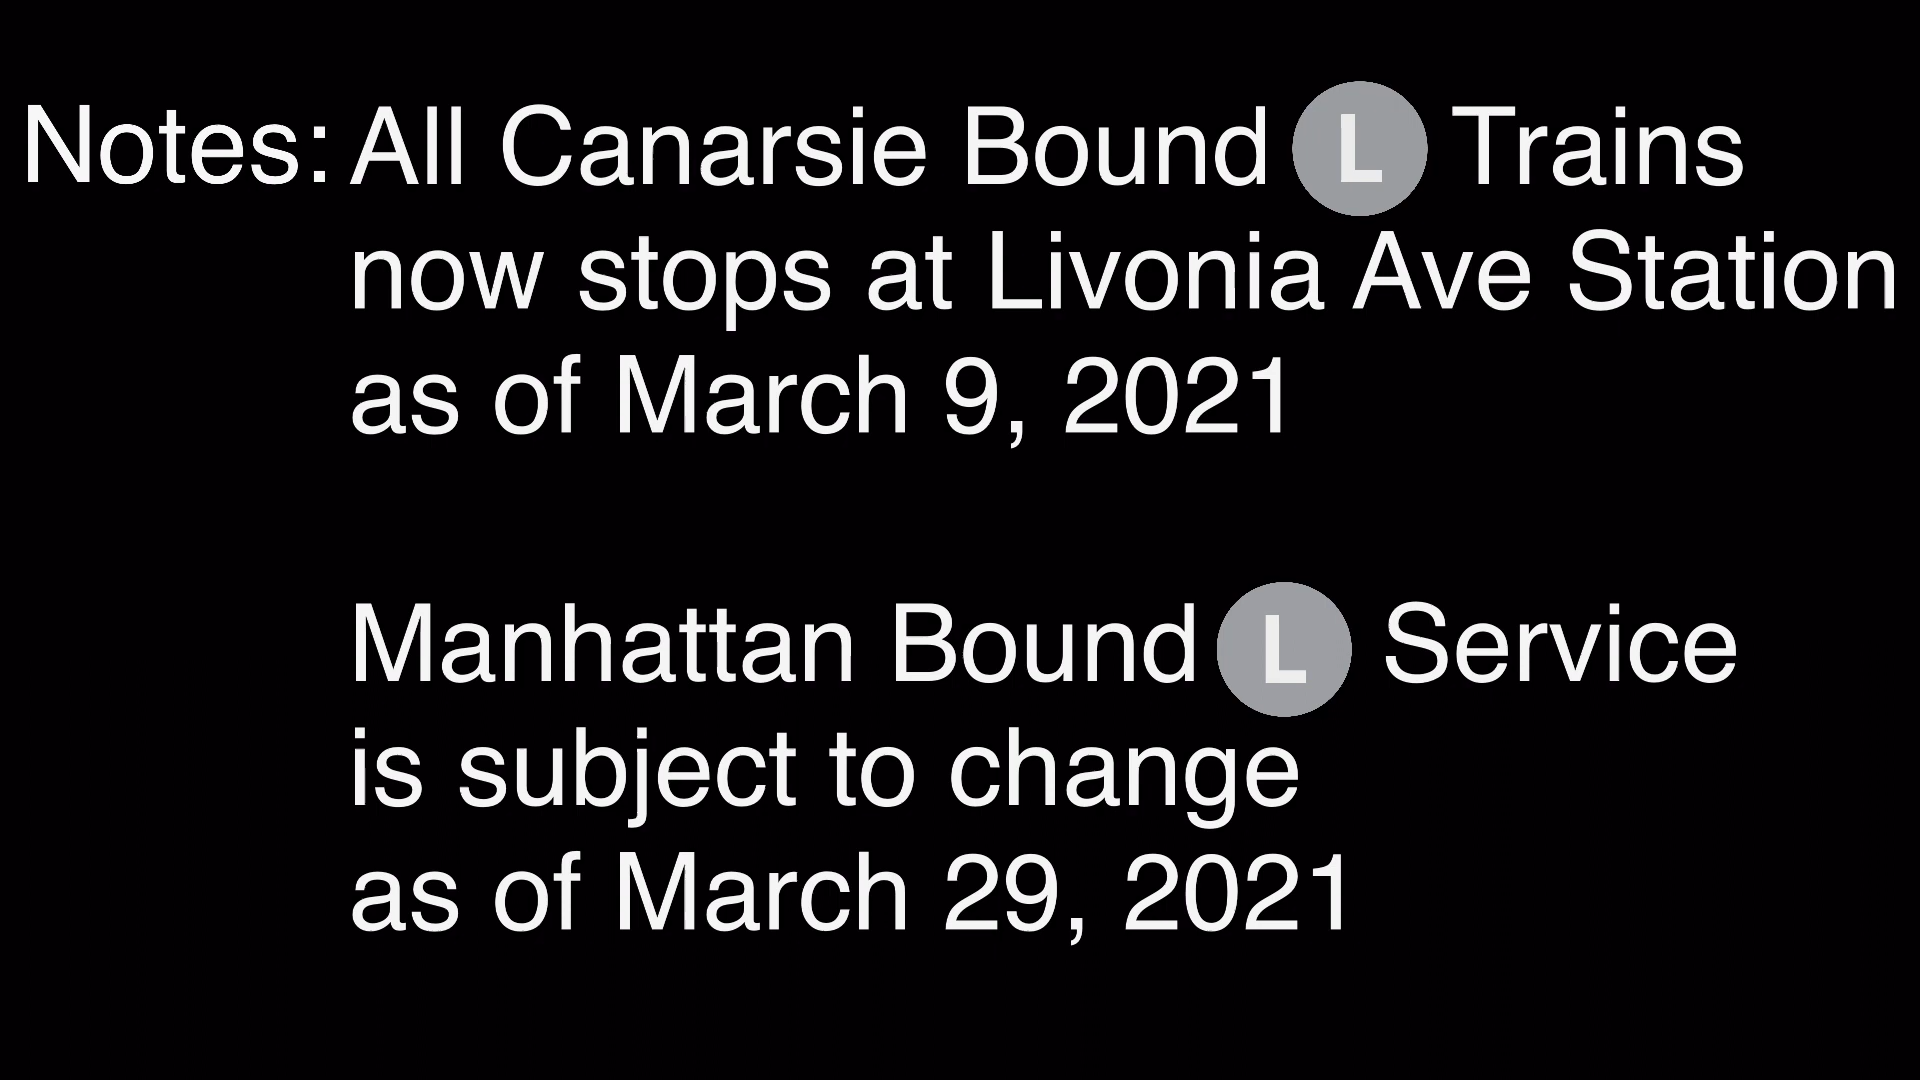 Notes: All Canarsie Bound L Trains
now stops at Livonia Ave Station
as of March 9, 2021
Manhattan Bound L Service
is subject to change
as of March 29, 2021